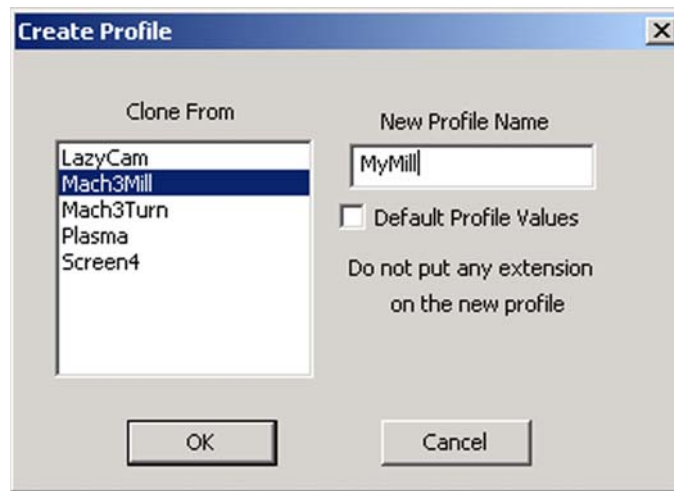 Create Profile
Clone From
LazyCam
Mach3Mill
Mach3Turn
Plasma
Screen4
New Profile Name
MyMill
Default Profile Values
Do not put any extension
on the new profile
OK
Cancel